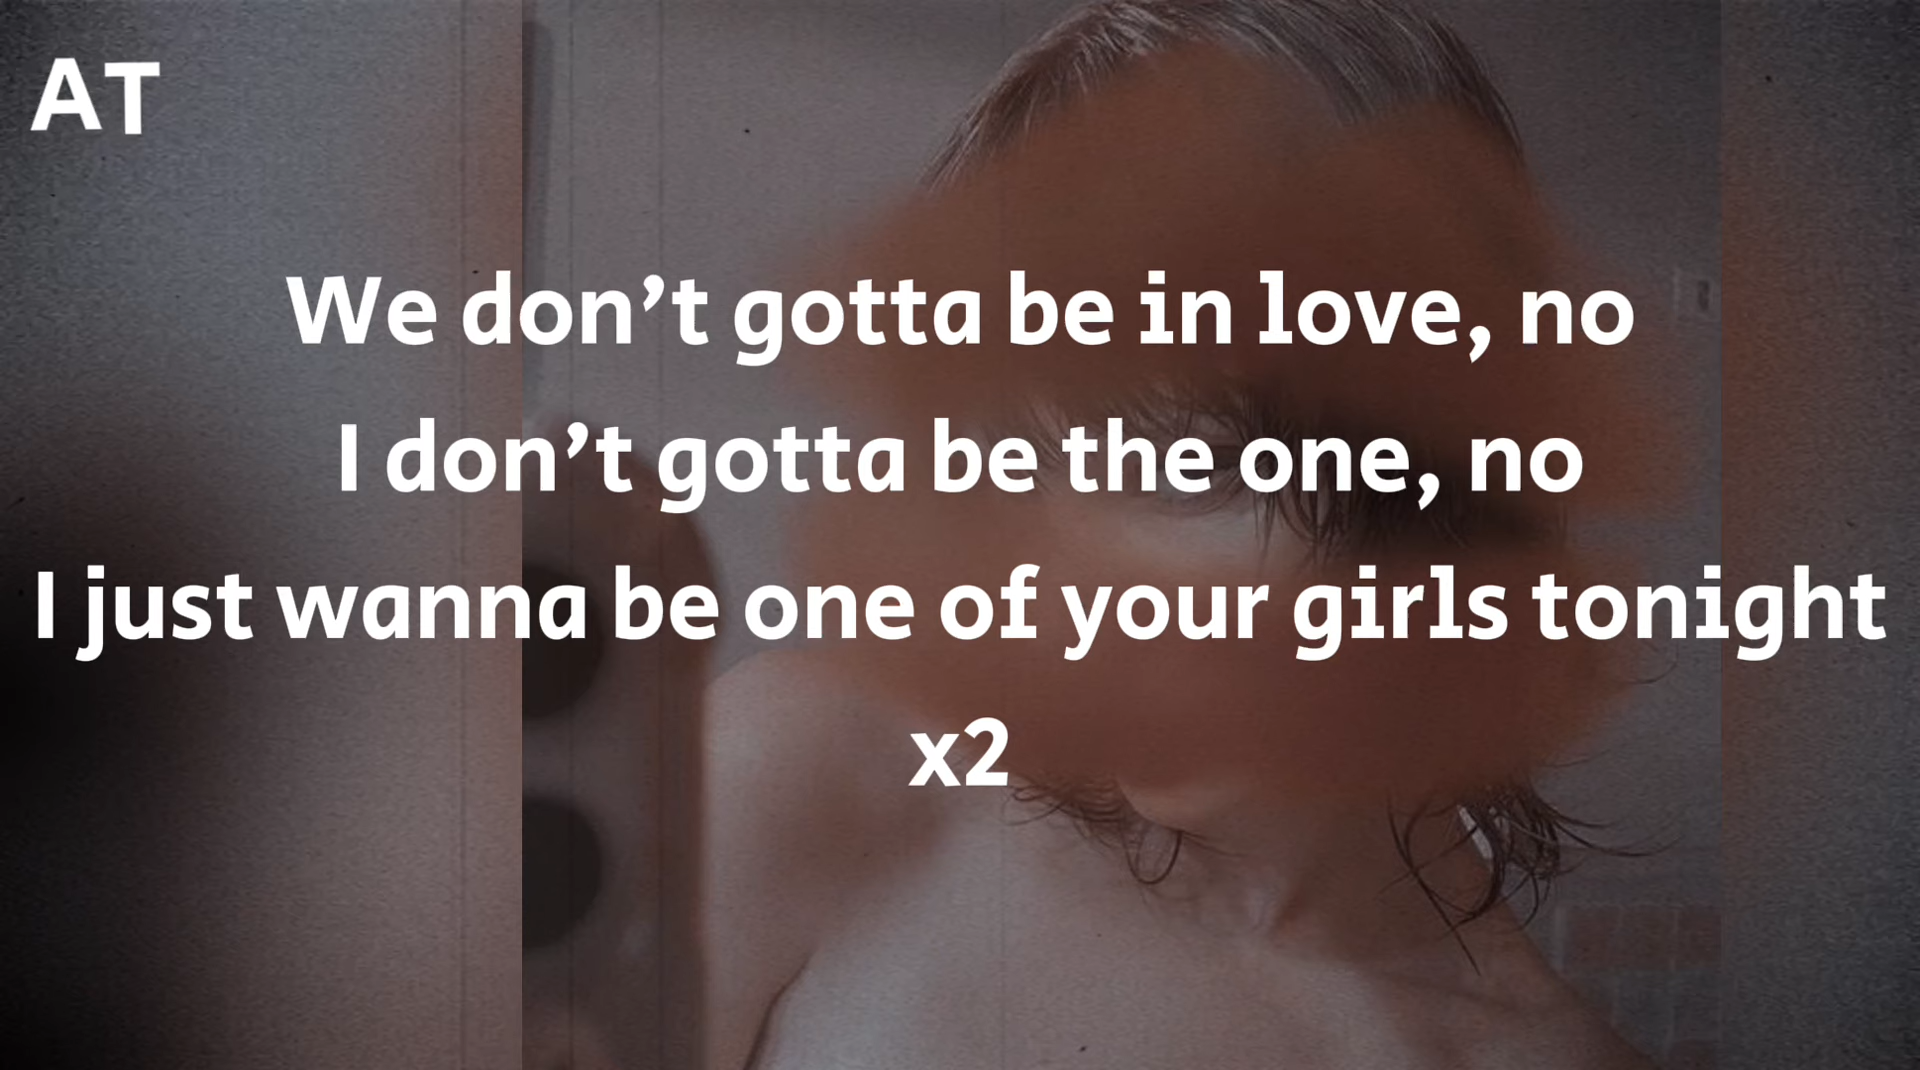 AT
We don’t gotta be in love, no
I don’t gotta be the one, no
I just wanna be one of your girls tonight
x2